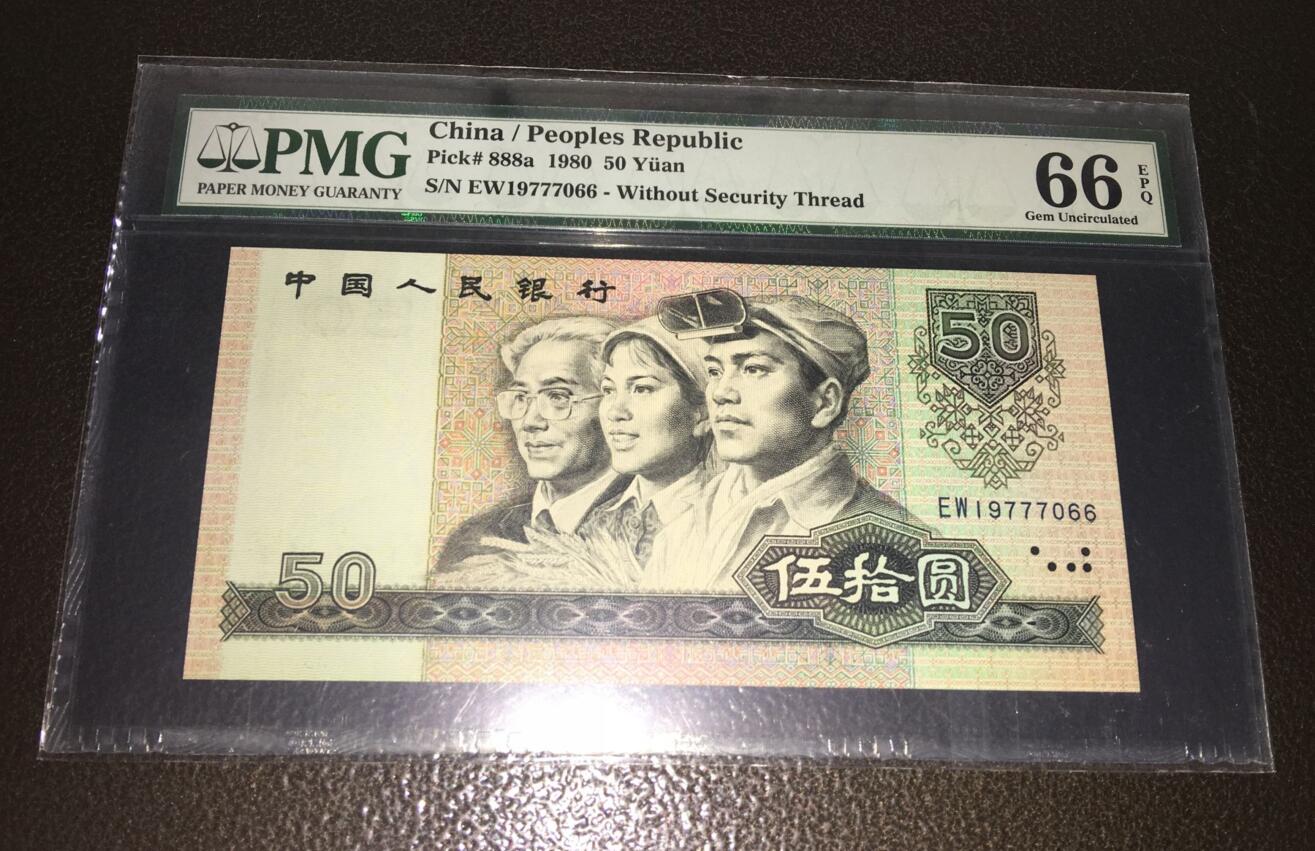 PMG
PAPER MONEY GUARANTY
China / Peoples Republic
Pick# 888a 1980 50 Yüan
S/N EW19777066 - Without Security Thread
66
EPQ
Gem Uncirculated
中国人民银行
50
EW19777066
50
伍拾圆